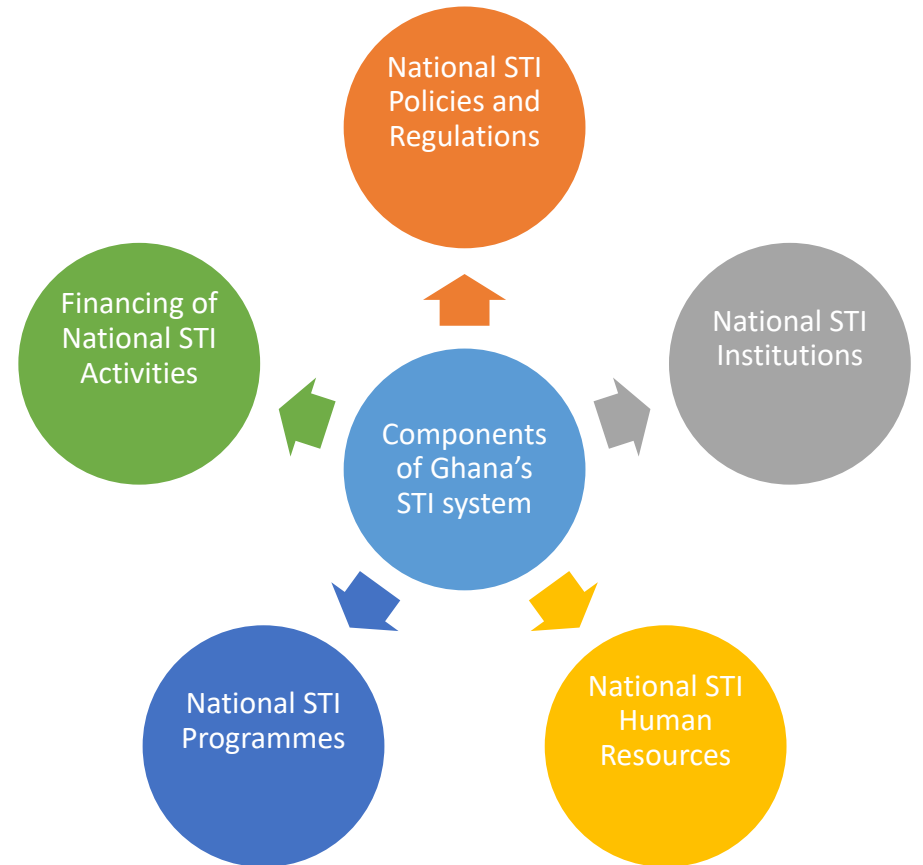 National STI
Policies and
Regulations
Financing of
National STI
Activities
National STI
Institutions
Components
of Ghana’s
STI system
National STI
Programmes
National STI
Human
Resources